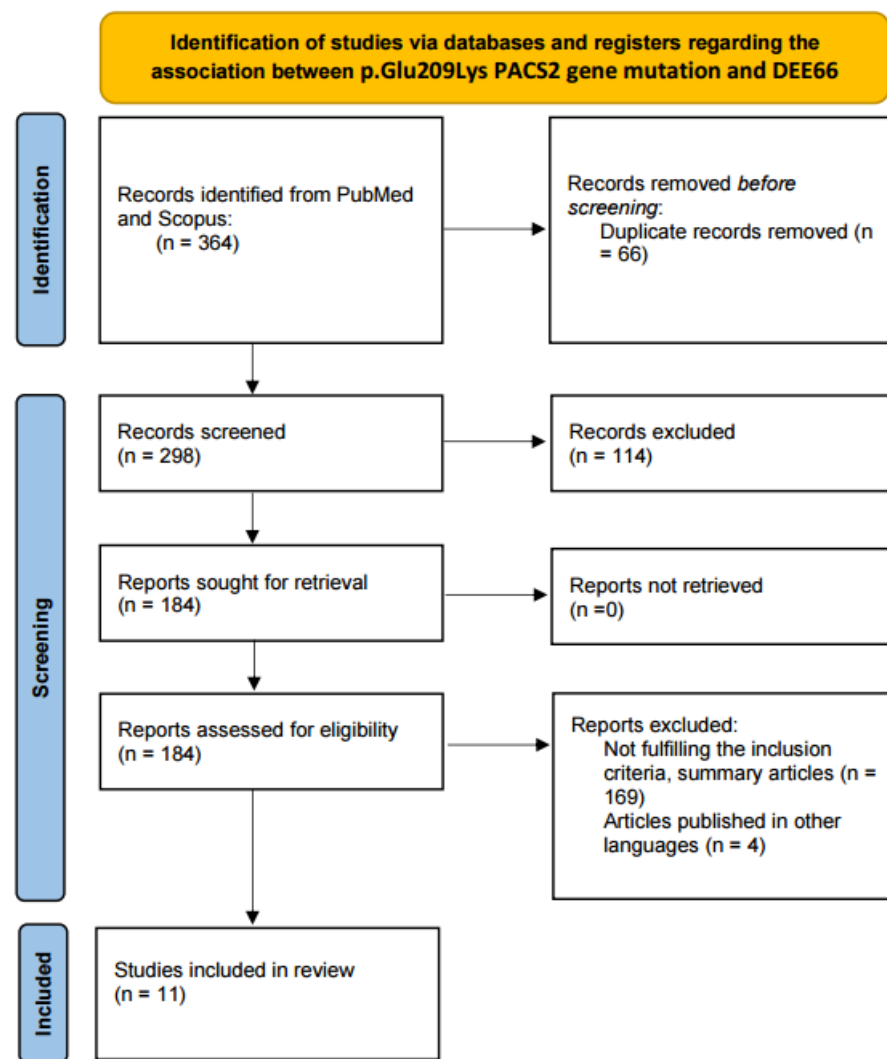 Identification of studies via databases and registers regarding the
association between p.Glu209Lys PACS2 gene mutation and DEE66
Identification
Records identified from PubMed
and Scopus:
(n = 364)
Records removed before
screening:
Duplicate records removed (n
= 66)
Screening
Records screened
(n = 298)
Records excluded
(n = 114)
Reports sought for retrieval
(n = 184)
Reports not retrieved
(n =0)
Reports assessed for eligibility
(n = 184)
Reports excluded:
Not fulfilling the inclusion
criteria, summary articles (n =
169)
Articles published in other
languages (n = 4)
Included
Studies included in review
(n = 11)